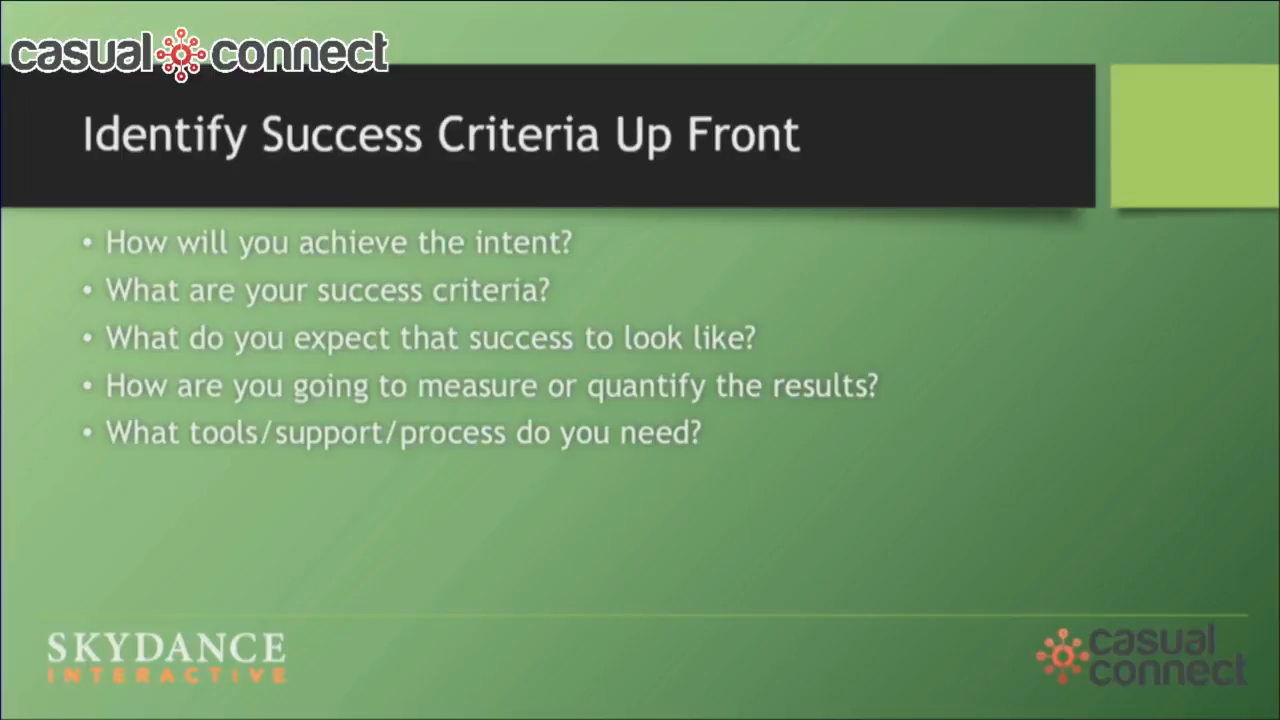 casual connect
Identify Success Criteria Up Front
• How will you achieve the intent?
• What are your success criteria?
• What do you expect that success to look like?
• How are you going to measure or quantify the results?
• What tools/support/process do you need?
SKYDANCE
INTERACTIVE
casual
connect